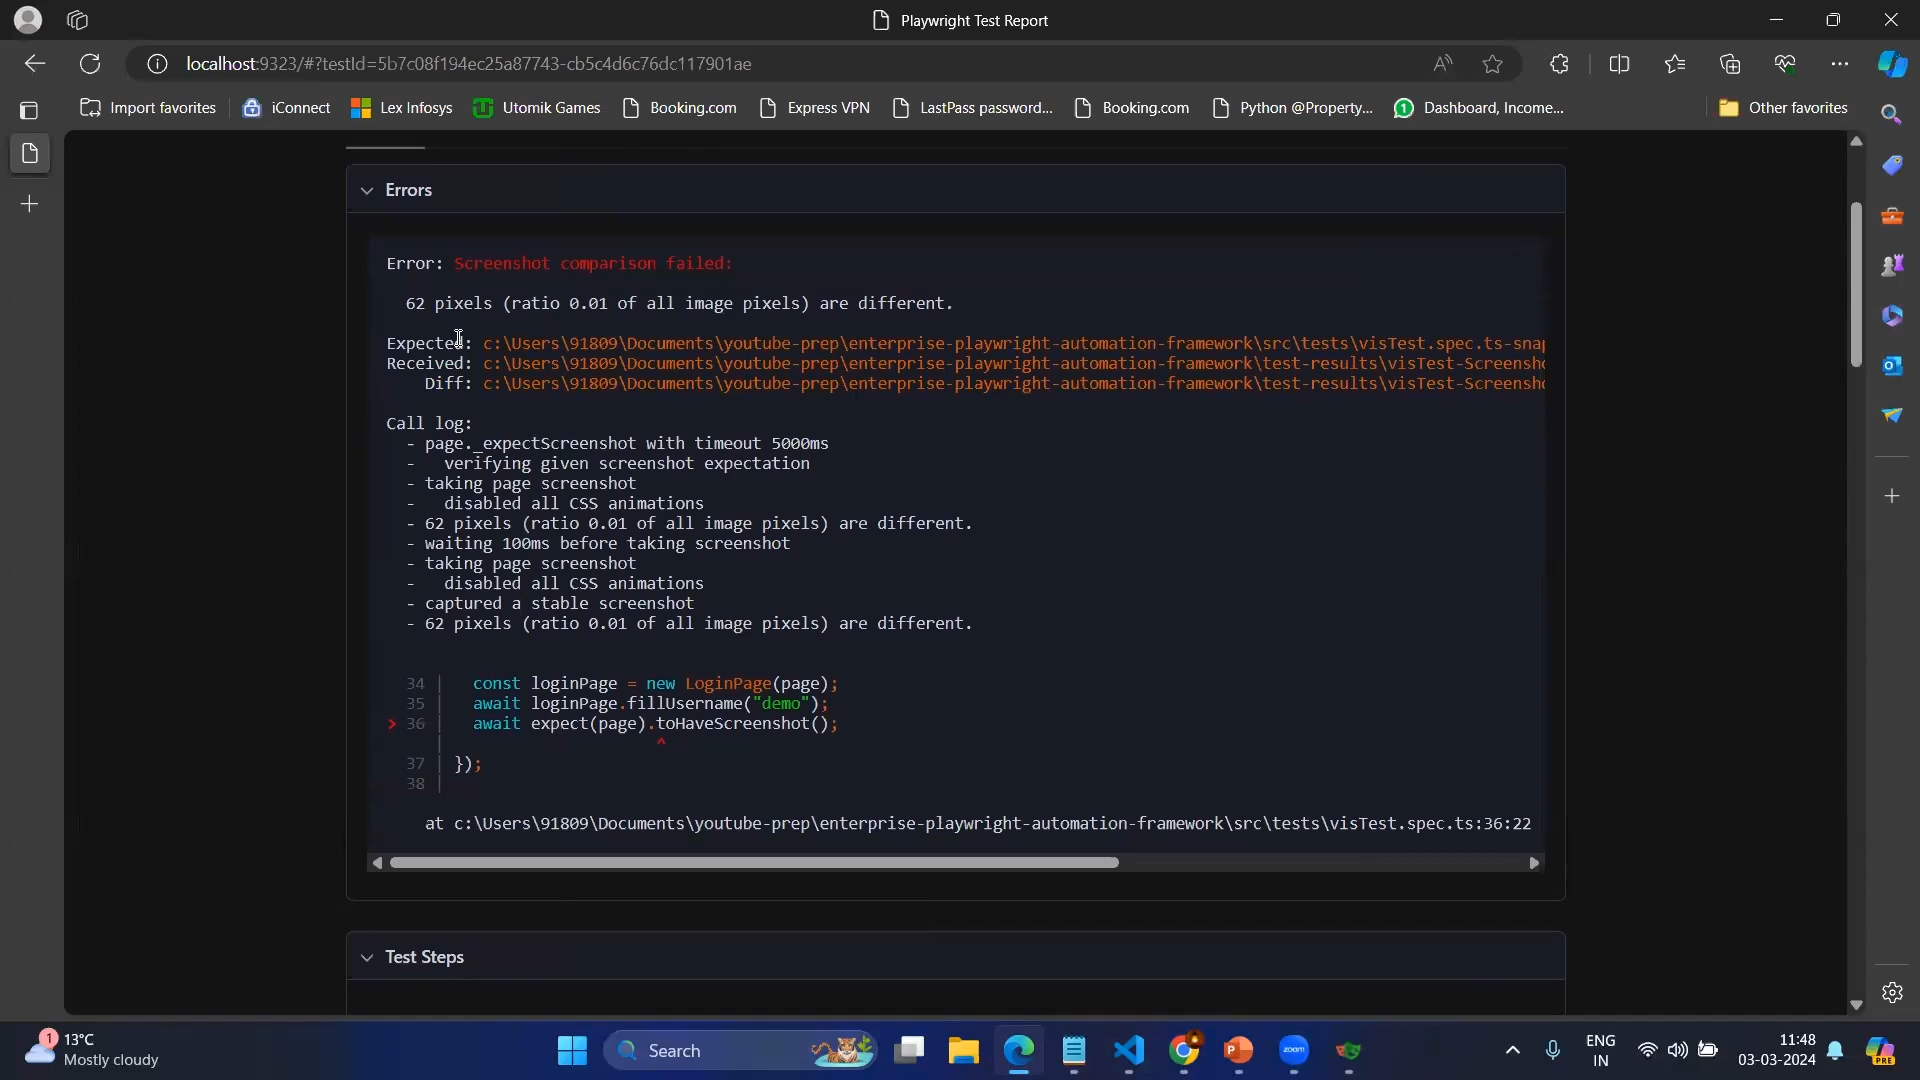 Playwright Test Report
localhost:9323/#?testId=5b7c08f194ec25a87743-cb5c4d6c76dc117901ae
Import favorites
iConnect
Lex Infosys
Utomik Games
Booking.com
Express VPN
LastPass password...
Booking.com
Python @Property,...
Dashboard, Income...
Other favorites
Errors
Error: Screenshot comparison failed:
62 pixels (ratio 0.01 of all image pixels) are different.
Expected: c:\Users\91809\Documents\youtube-prep\enterprise-playwright-automation-framework\src\tests\visTest.spec.ts-snap
Received: c:\Users\91809\Documents\youtube-prep\enterprise-playwright-automation-framework\test-results\visTest-Screensho
Diff: c:\Users\91809\Documents\youtube-prep\enterprise-playwright-automation-framework\test-results\visTest-Screensho
Call log:
- page._expectScreenshot with timeout 5000ms
-   verifying given screenshot expectation
- taking page screenshot
-   disabled all CSS animations
- 62 pixels (ratio 0.01 of all image pixels) are different.
- waiting 100ms before taking screenshot
- taking page screenshot
-   disabled all CSS animations
- captured a stable screenshot
- 62 pixels (ratio 0.01 of all image pixels) are different.
34 |   const loginPage = new LoginPage(page);
35 |   await loginPage.fillUsername("demo");
> 36 |   await expect(page).toHaveScreenshot();
|                      ^
37 | });
38 |
at c:\Users\91809\Documents\youtube-prep\enterprise-playwright-automation-framework\src\tests\visTest.spec.ts:36:22
Test Steps
1
13°C
Mostly cloudy
Search
zoom
ENG
IN
11:48
03-03-2024
PRE